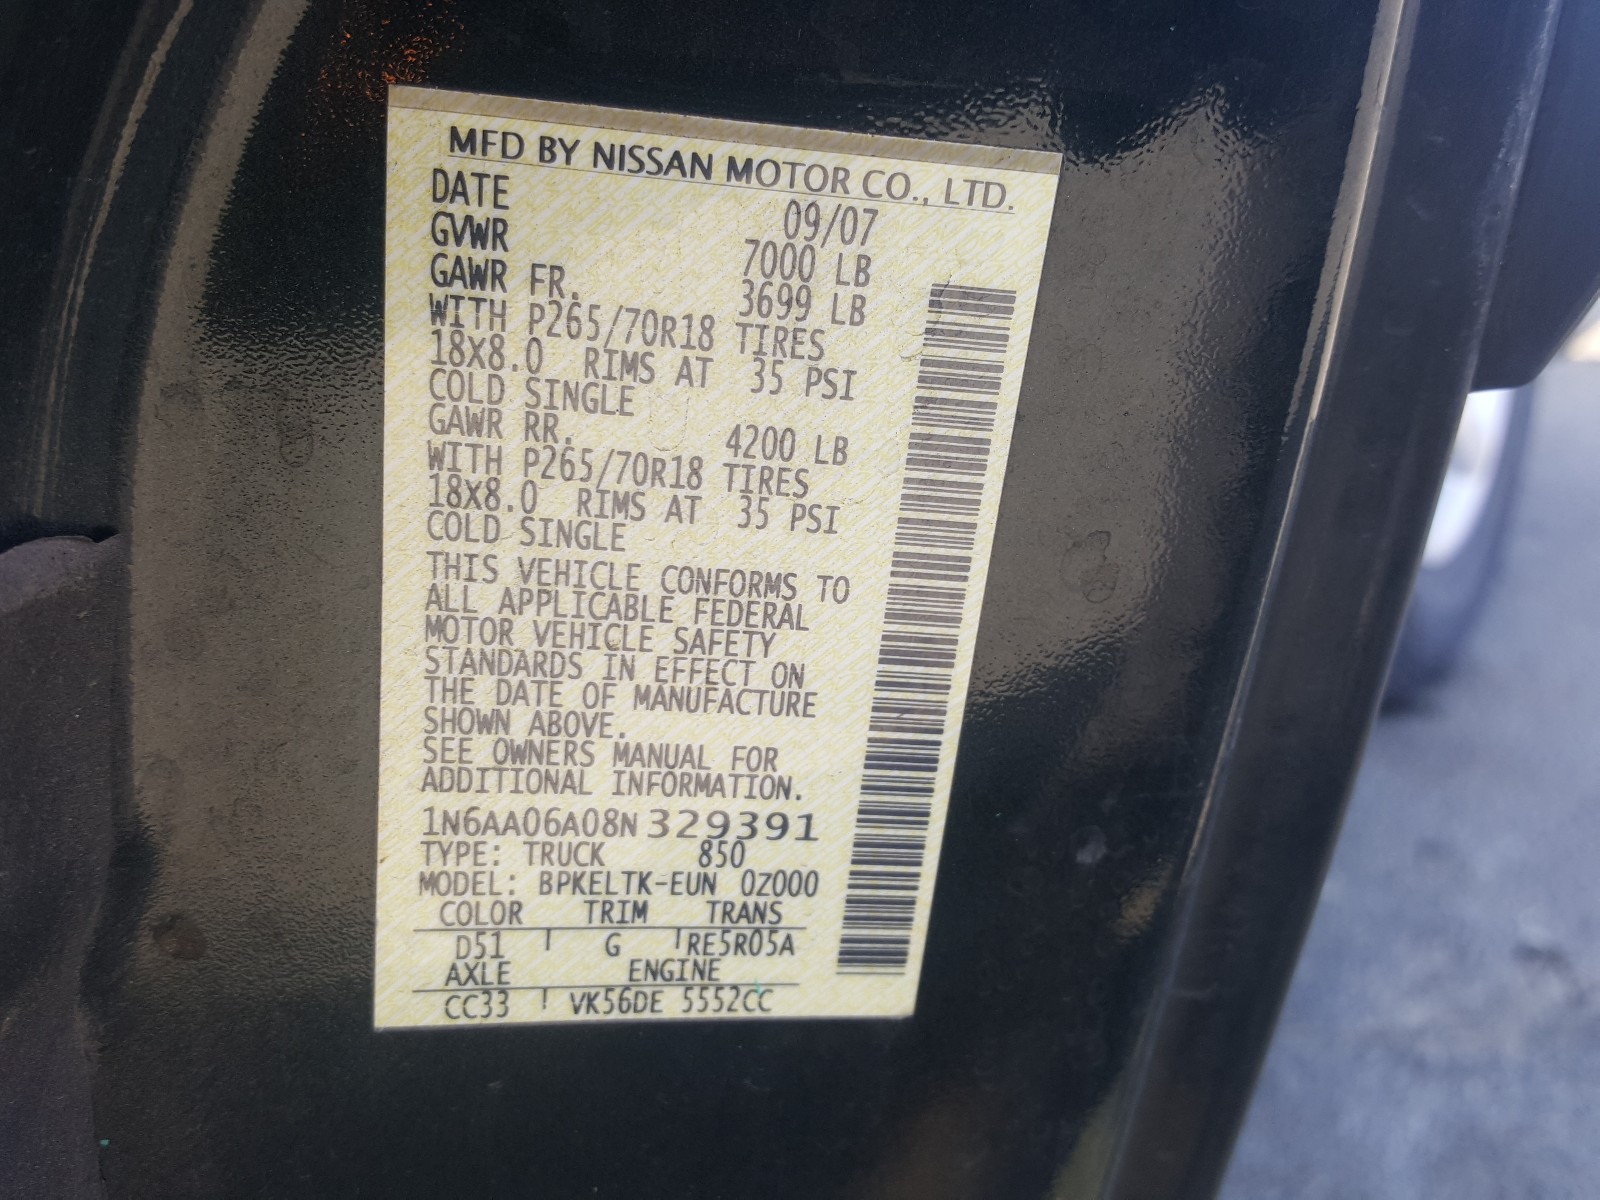 MFD BY NISSAN MOTOR CO., LTD.
DATE 09/07
GVWR 7000 LB
GAWR FR. 3699 LB
WITH P265/70R18 TIRES
18X8.0 RIMS AT 35 PSI
COLD SINGLE
GAWR RR. 4200 LB
WITH P265/70R18 TIRES
18X8.0 RIMS AT 35 PSI
COLD SINGLE
THIS VEHICLE CONFORMS TO
ALL APPLICABLE FEDERAL
MOTOR VEHICLE SAFETY
STANDARDS IN EFFECT ON
THE DATE OF MANUFACTURE
SHOWN ABOVE.
SEE OWNERS MANUAL FOR
ADDITIONAL INFORMATION.
1N6AA06A08N329391
TYPE: TRUCK 850
MODEL: BPKELTK-EUN 0Z000
COLOR TRIM TRANS
D51 G RE5R05A
AXLE ENGINE
CC33 VK56DE 5552CC